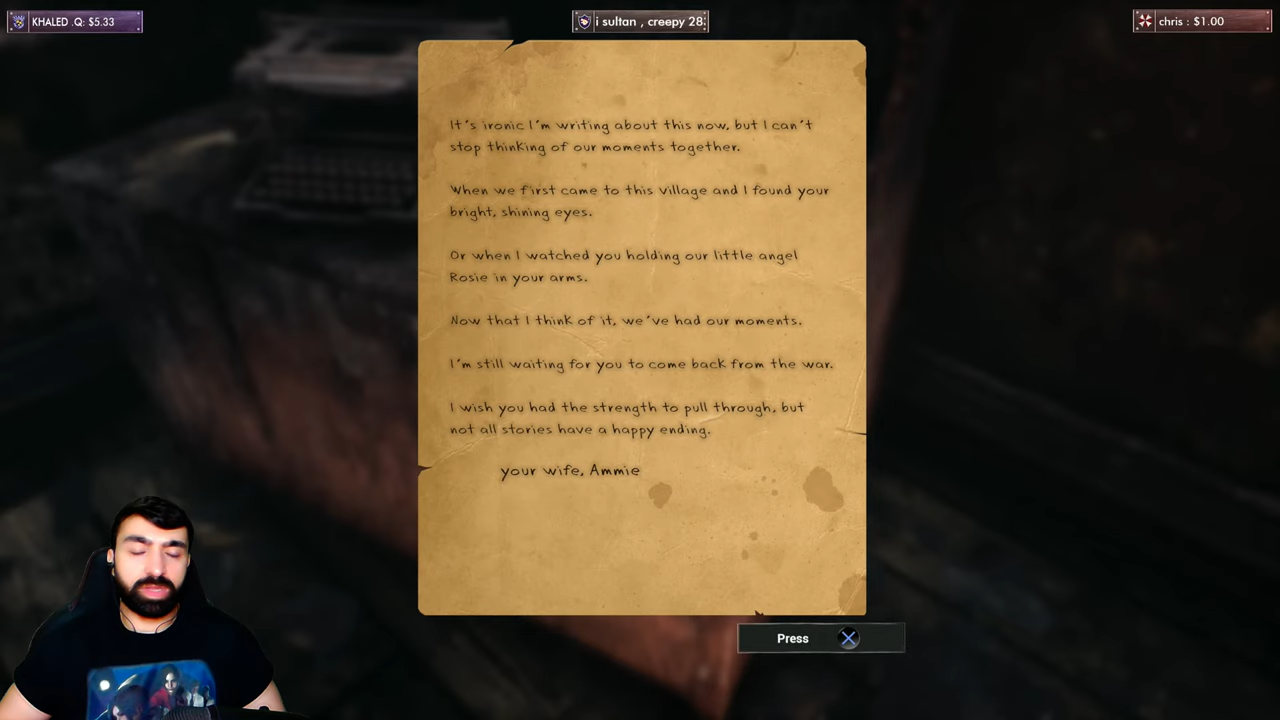 KHALED .Q: $5.33
i sultan , creepy 28
chris : $1.00
It's ironic I'm writing about this now, but I can't
stop thinking of our moments together.
When we first came to this village and I found your
bright, shining eyes.
Or when I watched you holding our little angel
Rosie in your arms.
Now that I think of it, we've had our moments.
I'm still waiting for you to come back from the war.
I wish you had the strength to pull through, but
not all stories have a happy ending.
your wife, Ammie
Press